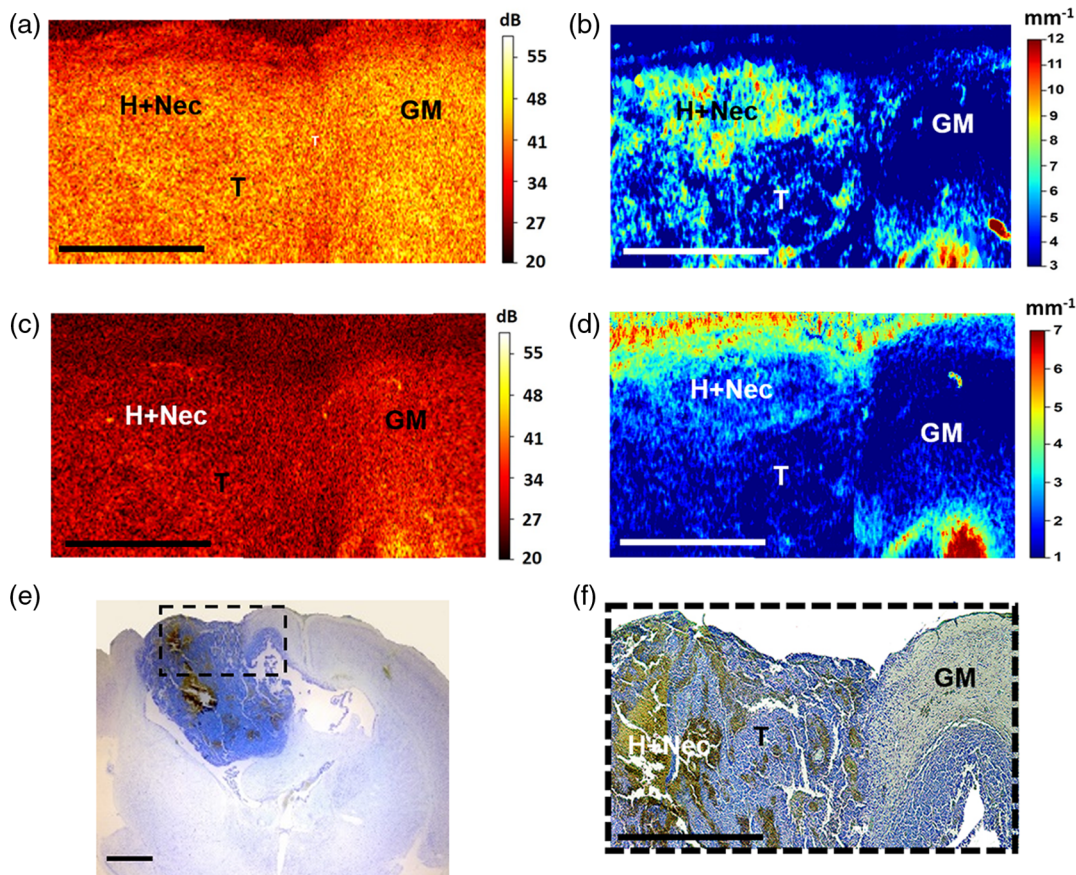 (a)
dB
55
48
41
34
27
20
H+Nec
GM
T
T
(b)
mm-1
12
11
10
9
8
7
6
5
4
3
H+Nec
GM
T
(c)
dB
55
48
41
34
27
20
H+Nec
GM
T
(d)
mm-1
7
6
5
4
3
2
1
H+Nec
GM
T
(e)
(f)
GM
H+Nec
T